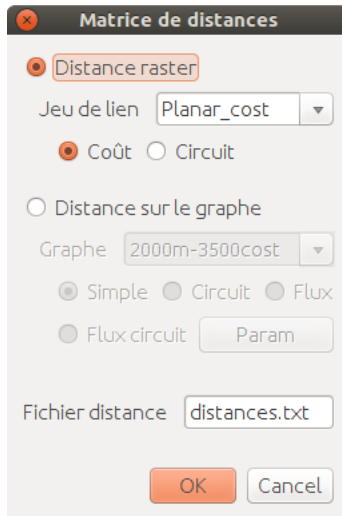 Matrice de distances
Distance raster
Jeu de lien Planar_cost
Coût Circuit
Distance sur le graphe
Graphe 2000m-3500cost
Simple Circuit Flux
Flux circuit Param
Fichier distance distances.txt
OK Cancel